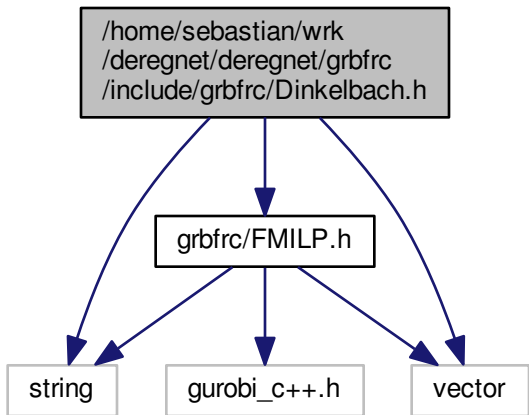 /home/sebastian/wrk
/deregnet/deregnet/grbfrc
/include/grbfrc/Dinkelbach.h
grbfrc/FMILP.h
string
gurobi_c++.h
vector